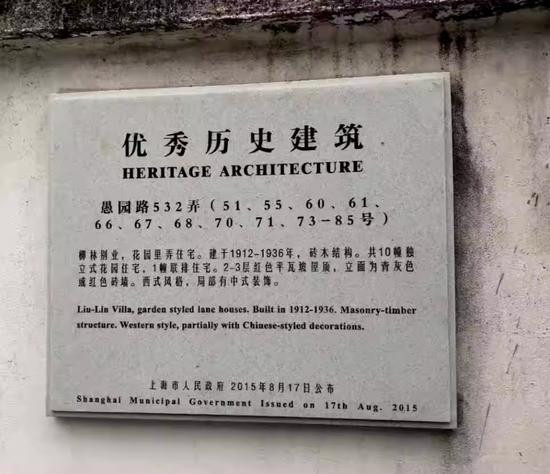 优秀历史建筑
HERITAGE ARCHITECTURE
愚园路532弄（51、55、60、61、
66、67、68、70、71、73-85号）
柳林别业，花园里弄住宅。建于1912-1936年，砖木结构。共10幢独
立式花园住宅，1幢联排住宅。2-3层红色平瓦坡屋顶，立面为青灰色
或红色砖墙。西式风格，局部有中式装饰。
Liu-Lin Villa, garden styled lane houses. Built in 1912-1936. Masonry-timber
structure. Western style, partially with Chinese-styled decorations.
上海市人民政府 2015年8月17日公布
Shanghai Municipal Government Issued on 17th Aug. 2015